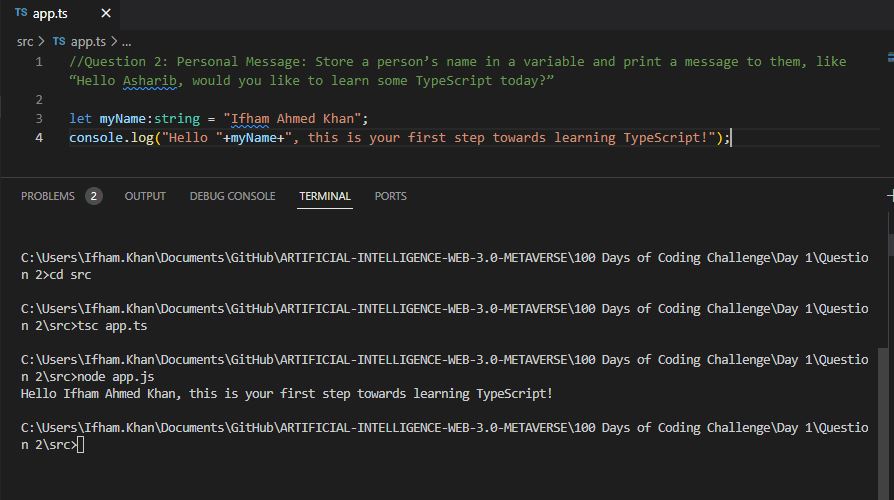 TS app.ts ×
src > TS app.ts > ...
1 //Question 2: Personal Message: Store a person’s name in a variable and print a message to them, like
“Hello Asharib, would you like to learn some TypeScript today?”
2
3 let myName:string = "Ifham Ahmed Khan";
4 console.log("Hello "+myName+", this is your first step towards learning TypeScript!");
PROBLEMS 2 OUTPUT DEBUG CONSOLE TERMINAL PORTS
C:\Users\Ifham.Khan\Documents\GitHub\ARTIFICIAL-INTELLIGENCE-WEB-3.0-METAVERSE\100 Days of Coding Challenge\Day 1\Questio
n 2>cd src
C:\Users\Ifham.Khan\Documents\GitHub\ARTIFICIAL-INTELLIGENCE-WEB-3.0-METAVERSE\100 Days of Coding Challenge\Day 1\Questio
n 2\src>tsc app.ts
C:\Users\Ifham.Khan\Documents\GitHub\ARTIFICIAL-INTELLIGENCE-WEB-3.0-METAVERSE\100 Days of Coding Challenge\Day 1\Questio
n 2\src>node app.js
Hello Ifham Ahmed Khan, this is your first step towards learning TypeScript!
C:\Users\Ifham.Khan\Documents\GitHub\ARTIFICIAL-INTELLIGENCE-WEB-3.0-METAVERSE\100 Days of Coding Challenge\Day 1\Questio
n 2\src>